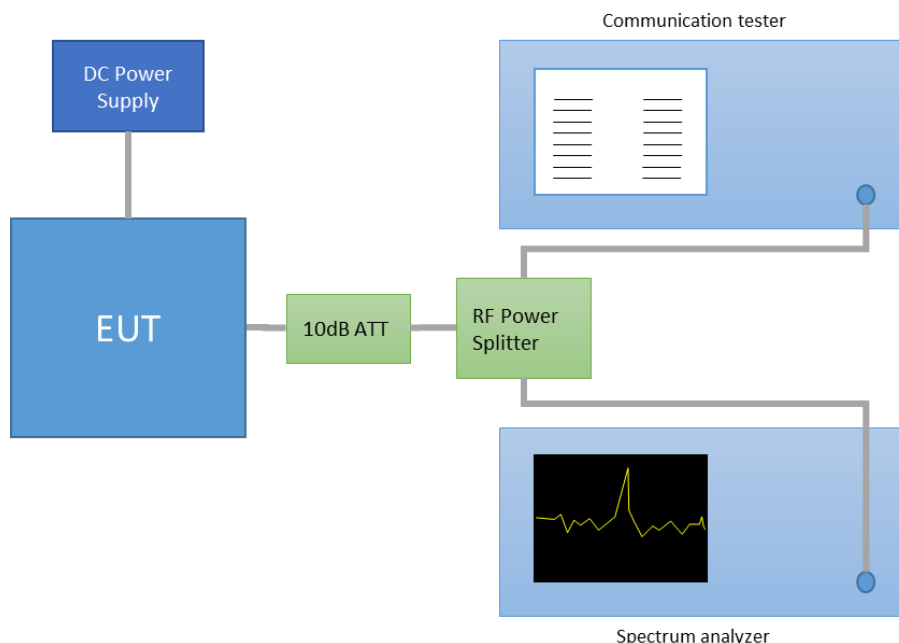 Communication tester
DC Power
Supply
EUT
10dB ATT
RF Power
Splitter
Spectrum analyzer